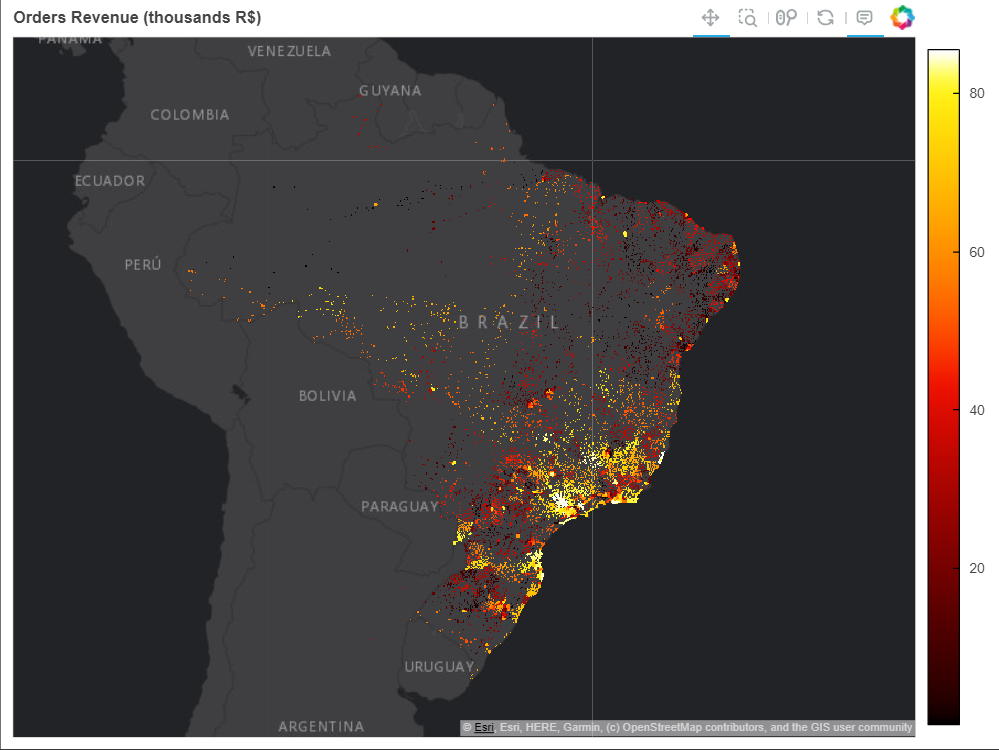 Orders Revenue (thousands R$)
PANAMA
VENEZUELA
GUYANA
COLOMBIA
ECUADOR
PERÚ
BRAZIL
BOLIVIA
PARAGUAY
URUGUAY
ARGENTINA
80
60
40
20
© Esri, Esri, HERE, Garmin, (c) OpenStreetMap contributors, and the GIS user community